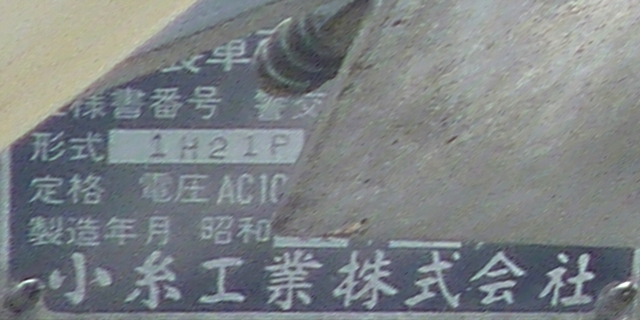 様書番号 警交
形式 1H21P
定格 電圧 AC10
製造年月 昭和
小糸工業株式会社